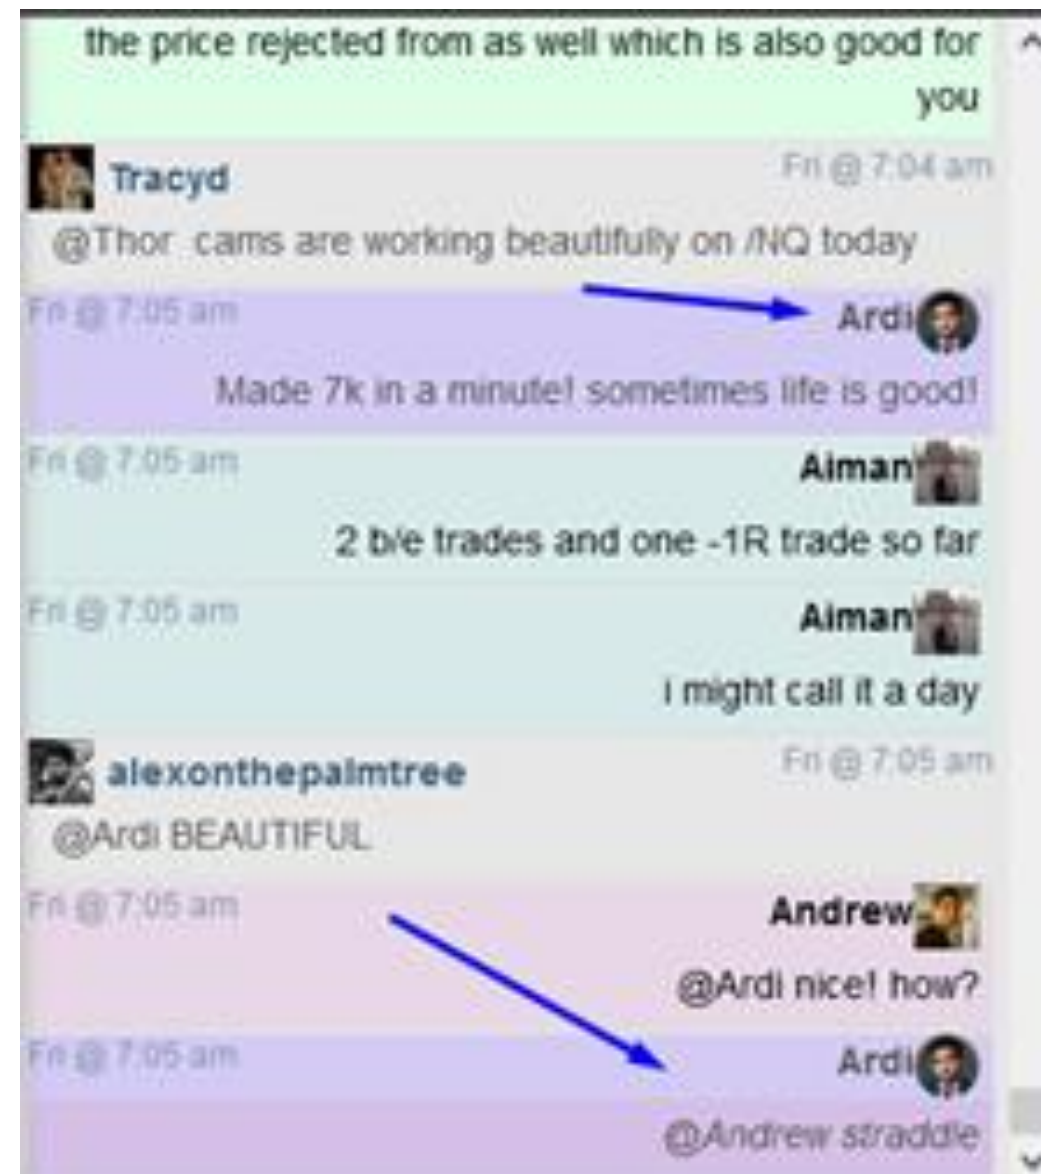 the price rejected from as well which is also good for
you
Tracyd
Fri @ 7:04 am
@Thor cams are working beautifully on /NQ today
Fri @ 7:05 am
Ardi
Made 7k in a minute! sometimes life is good!
Fri @ 7:05 am
Aiman
2 b/e trades and one -1R trade so far
Fri @ 7:05 am
Aiman
i might call it a day
alexonthepalmtree
Fri @ 7:05 am
@Ardi BEAUTIFUL
Fri @ 7:05 am
Andrew
@Ardi nice! how?
Fri @ 7:05 am
Ardi
@Andrew straddle